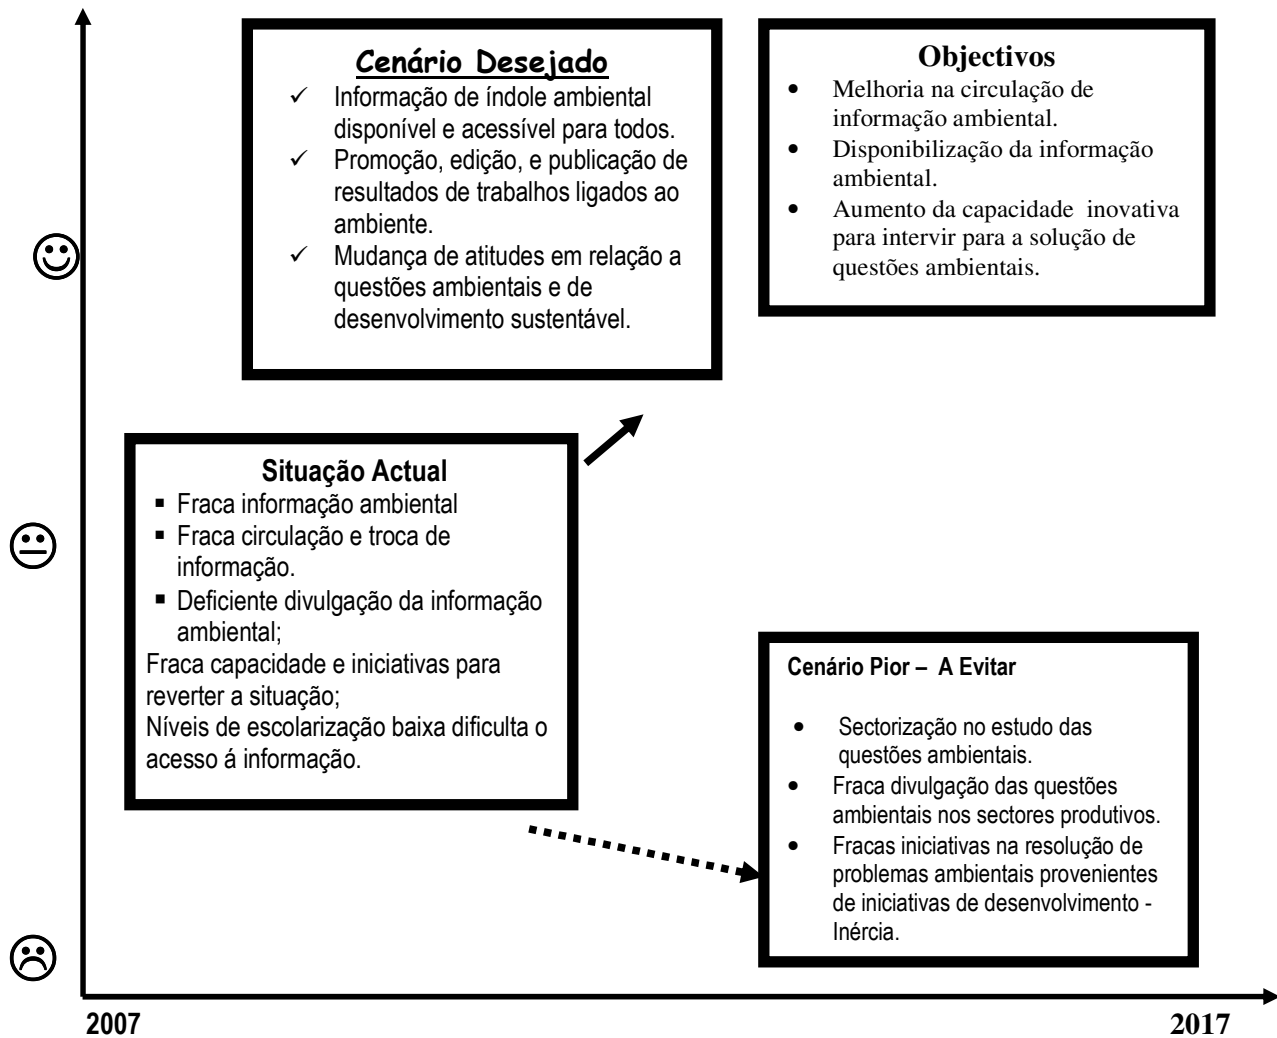 Cenário Desejado
✓ Informação de índole ambiental
disponível e acessível para todos.
✓ Promoção, edição, e publicação de
resultados de trabalhos ligados ao
ambiente.
✓ Mudança de atitudes em relação a
questões ambientais e de
desenvolvimento sustentável.
Objectivos
• Melhoria na circulação de
informação ambiental.
• Disponibilização da informação
ambiental.
• Aumento da capacidade inovativa
para intervir para a solução de
questões ambientais.
Situação Actual
▪ Fraca informação ambiental
▪ Fraca circulação e troca de
informação.
▪ Deficiente divulgação da informação
ambiental;
Fraca capacidade e iniciativas para
reverter a situação;
Níveis de escolarização baixa dificulta o
acesso á informação.
Cenário Pior – A Evitar
• Sectorização no estudo das
questões ambientais.
• Fraca divulgação das questões
ambientais nos sectores produtivos.
• Fracas iniciativas na resolução de
problemas ambientais provenientes
de iniciativas de desenvolvimento -
Inércia.
2007
2017